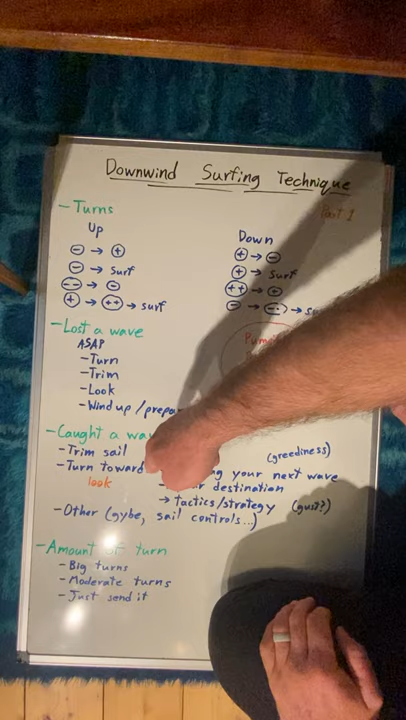 Downwind Surfing Technique
Part 1
- Turns
Up
⊖ → ⊕
⊖ → surf
(--) → ⊖
⊕ → (++) → surf
Down
⊕ → ⊖
⊕ → surf
(++) → ⊕
⊖ → (--) → su
- Lost a wave
ASAP
- Turn
- Trim
- Look
- Wind up / prepa
- Caught a wav
- Trim sail
- Turn toward
look
(greediness)
your next wave
destination
→ tactics/strategy (gust?)
- Other (gybe, sail controls...)
- Amount of turn
- Big turns
- Moderate turns
- Just send it